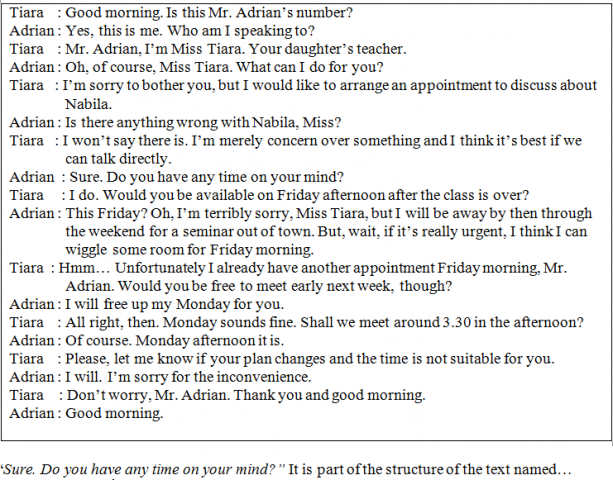 Tiara : Good morning. Is this Mr. Adrian's number?
Adrian : Yes, this is me. Who am I speaking to?
Tiara : Mr. Adrian, I'm Miss Tiara. Your daughter's teacher.
Adrian : Oh, of course, Miss Tiara. What can I do for you?
Tiara : I'm sorry to bother you, but I would like to arrange an appointment to discuss about
Nabila.
Adrian : Is there anything wrong with Nabila, Miss?
Tiara : I won't say there is. I'm merely concern over something and I think it's best if we
can talk directly.
Adrian : Sure. Do you have any time on your mind?
Tiara : I do. Would you be available on Friday afternoon after the class is over?
Adrian : This Friday? Oh, I'm terribly sorry, Miss Tiara, but I will be away by then through
the weekend for a seminar out of town. But, wait, if it's really urgent, I think I can
wiggle some room for Friday morning.
Tiara : Hmm... Unfortunately I already have another appointment Friday morning, Mr.
Adrian. Would you be free to meet early next week, though?
Adrian : I will free up my Monday for you.
Tiara : All right, then. Monday sounds fine. Shall we meet around 3.30 in the afternoon?
Adrian : Of course. Monday afternoon it is.
Tiara : Please, let me know if your plan changes and the time is not suitable for you.
Adrian : I will. I'm sorry for the inconvenience.
Tiara : Don't worry, Mr. Adrian. Thank you and good morning.
Adrian : Good morning.
‘Sure. Do you have any time on your mind?” It is part of the structure of the text named…